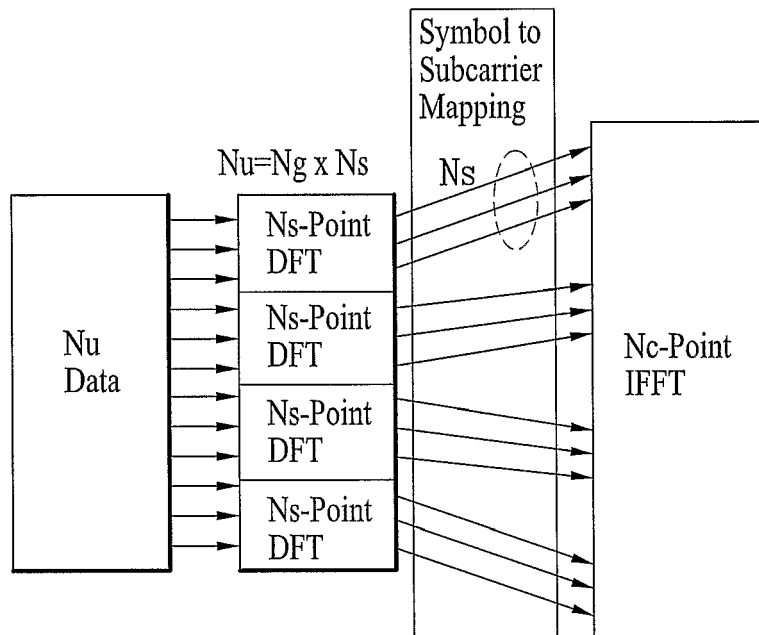 Symbol to
Subcarrier
Mapping
Nu=Ng x Ns
Ns
Nu
Data
Ns-Point
DFT
Ns-Point
DFT
Ns-Point
DFT
Ns-Point
DFT
Nc-Point
IFFT